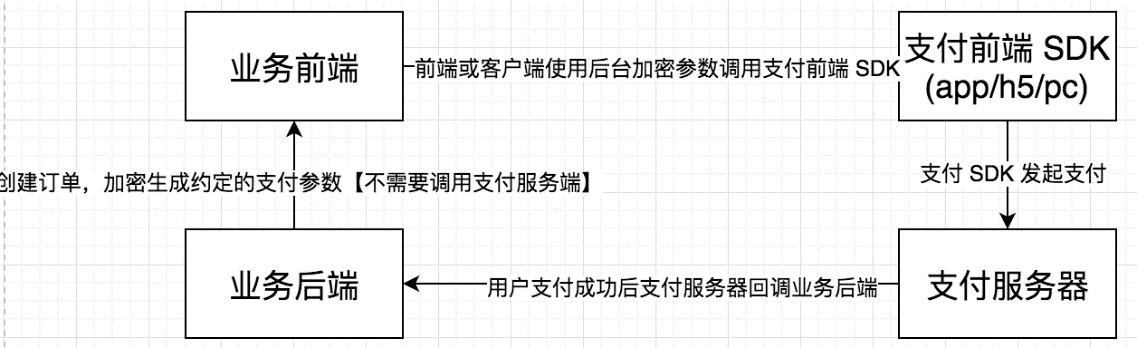 业务前端
前端或客户端使用后台加密参数调用支付前端 SDK
支付前端 SDK
(app/h5/pc)
创建订单，加密生成约定的支付参数【不需要调用支付服务端】
支付 SDK 发起支付
业务后端
用户支付成功后支付服务器回调业务后端
支付服务器